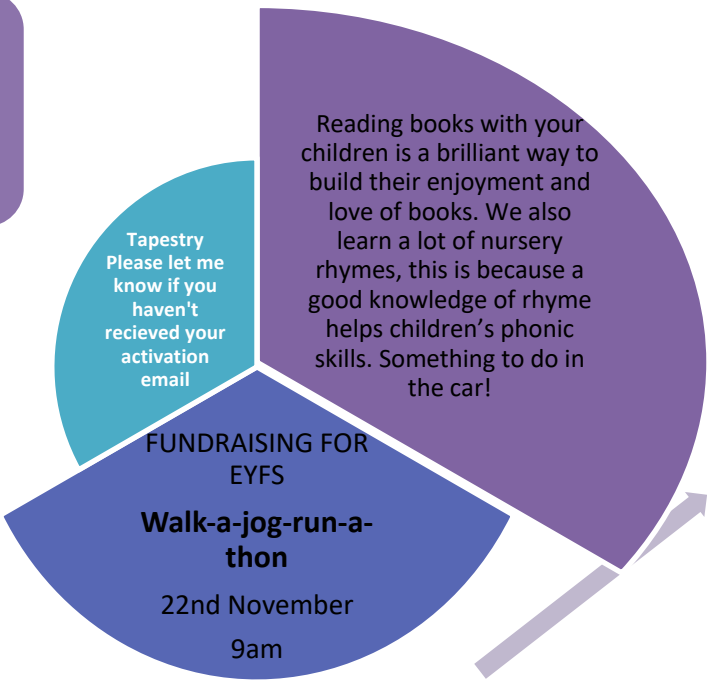 Reading books with your
children is a brilliant way to
build their enjoyment and
love of books. We also
learn a lot of nursery
rhymes, this is because a
good knowledge of rhyme
helps children’s phonic
skills. Something to do in
the car!
Tapestry
Please let me
know if you
haven't
recieved your
activation
email
FUNDRAISING FOR
EYFS
Walk-a-jog-run-a-
thon
22nd November
9am